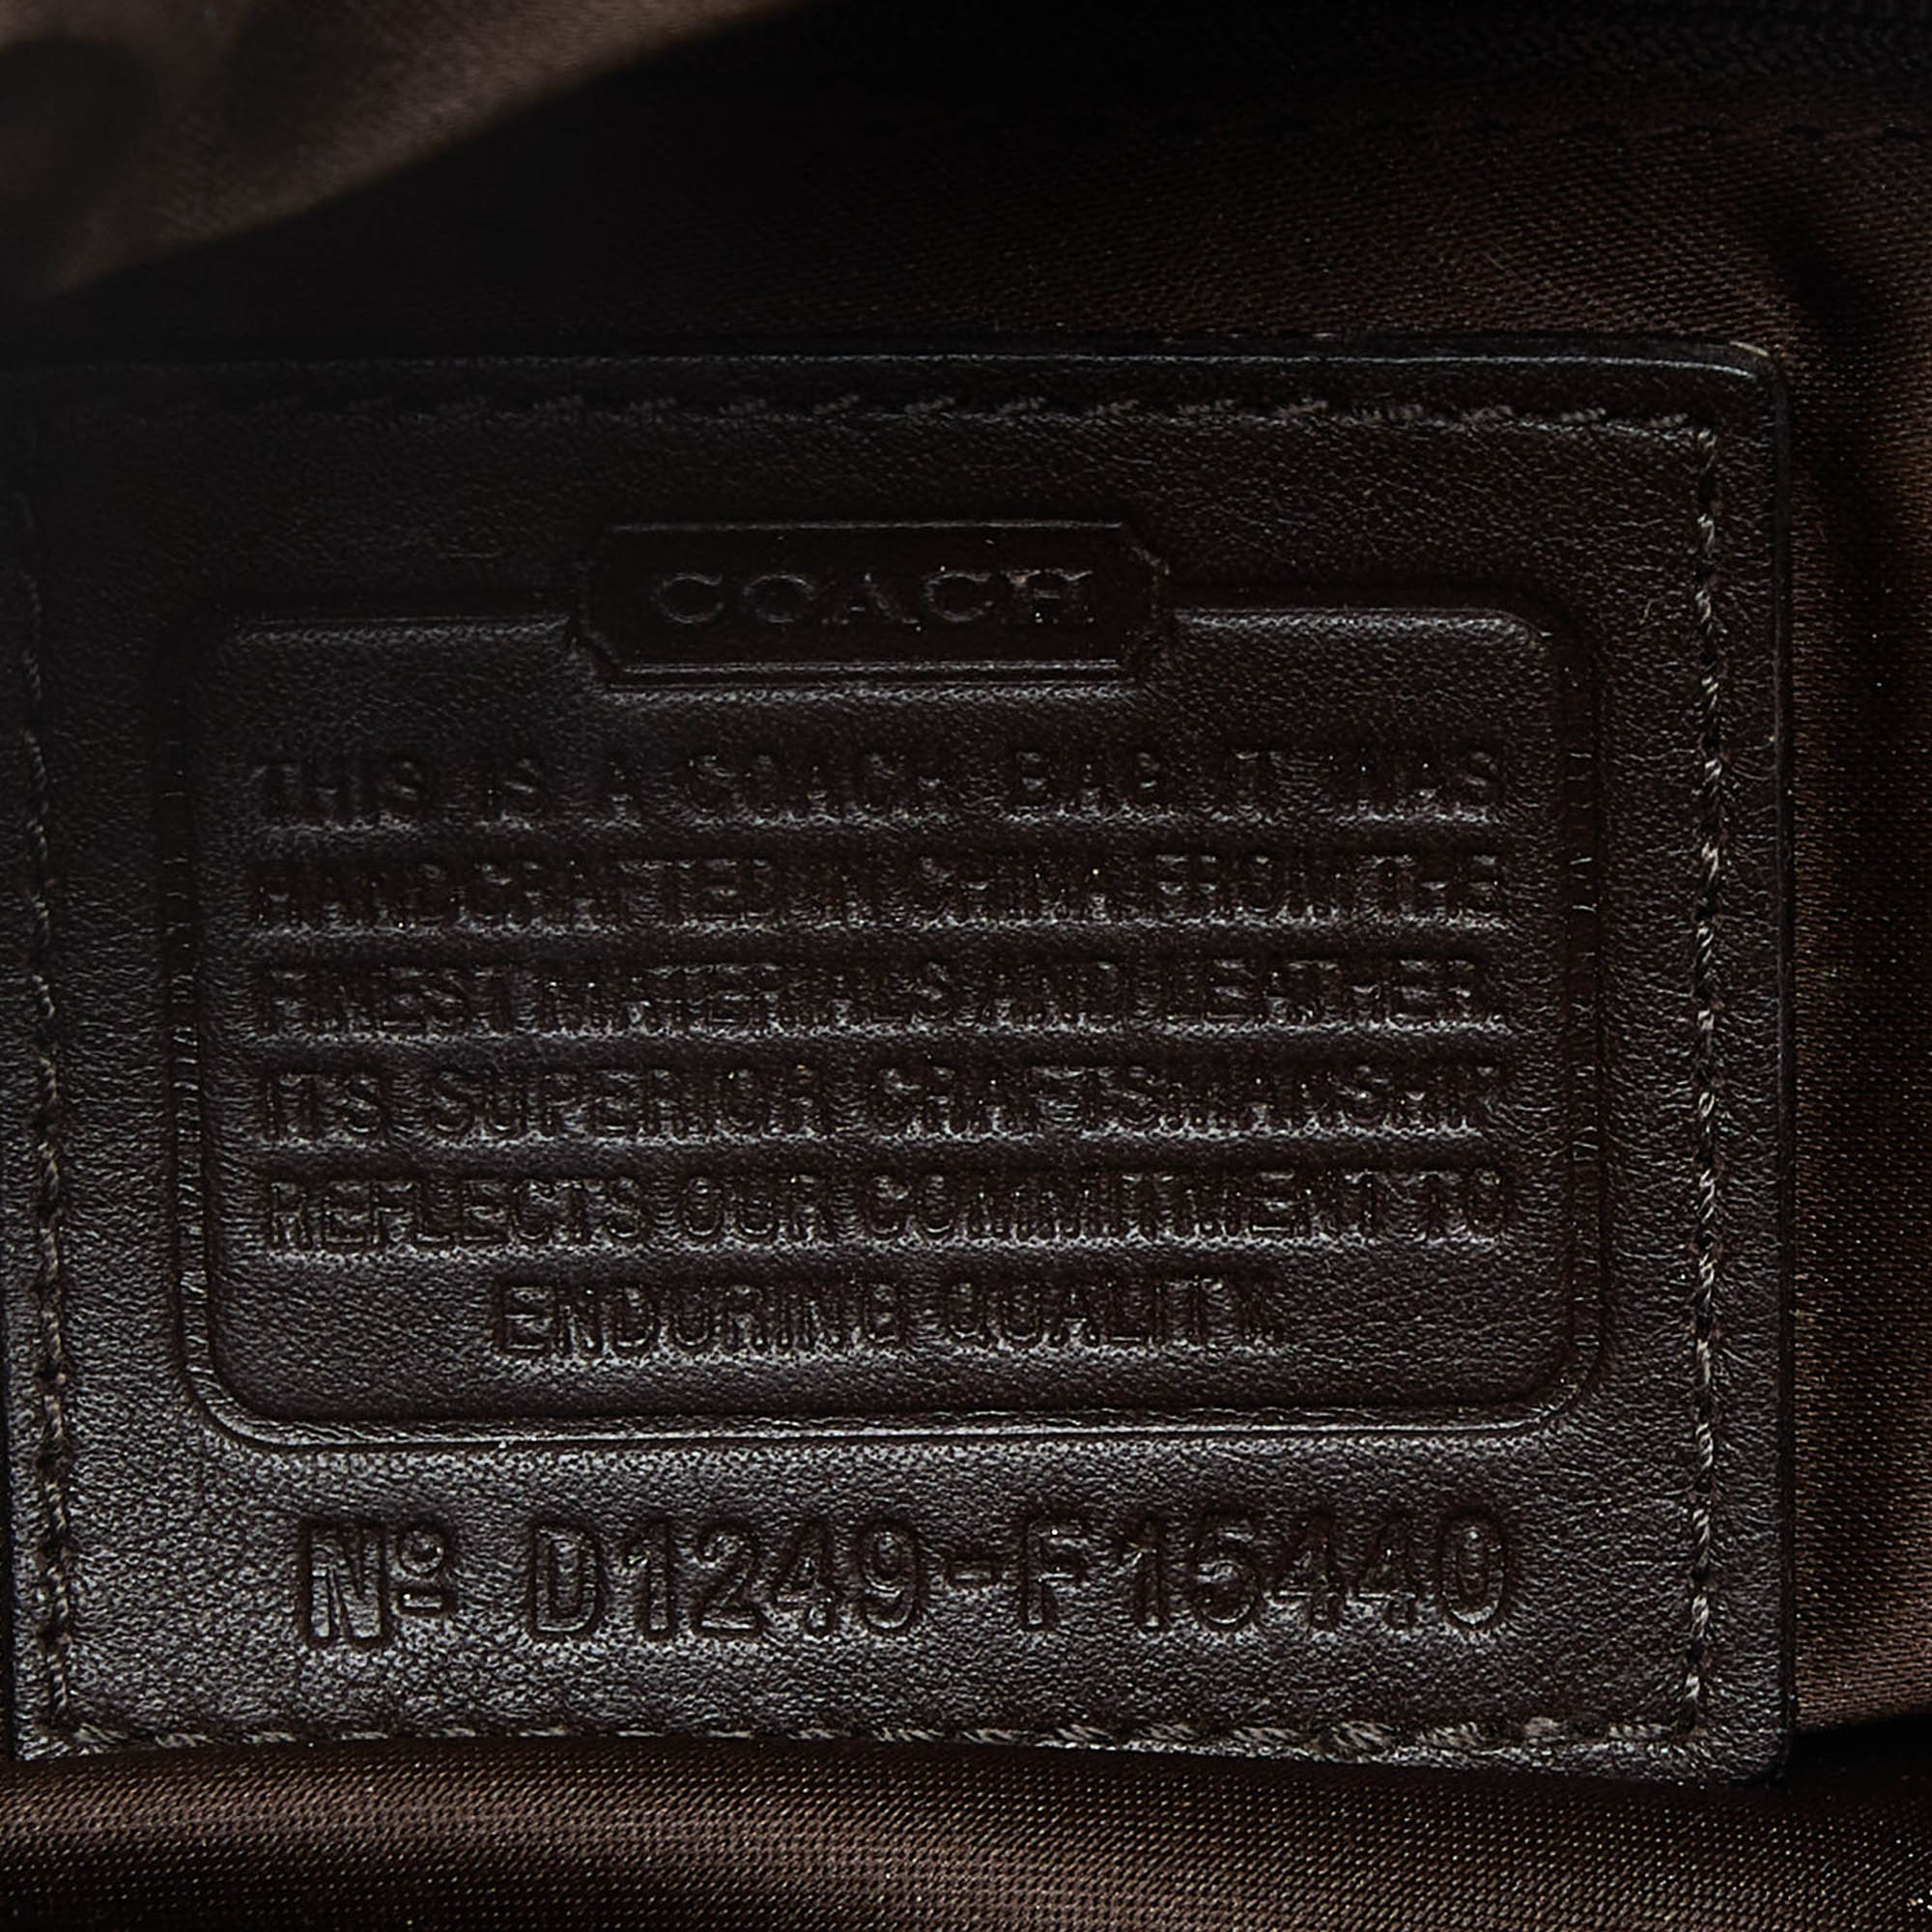 COACH
THIS IS A COACH BAG. IT WAS
HANDCRAFTED IN CHINA FROM THE
FINEST MATERIALS AND LEATHER.
ITS SUPERIOR CRAFTSMANSHIP
REFLECTS OUR COMMITMENT TO
ENDURING QUALITY.
Nº D1249-F15440